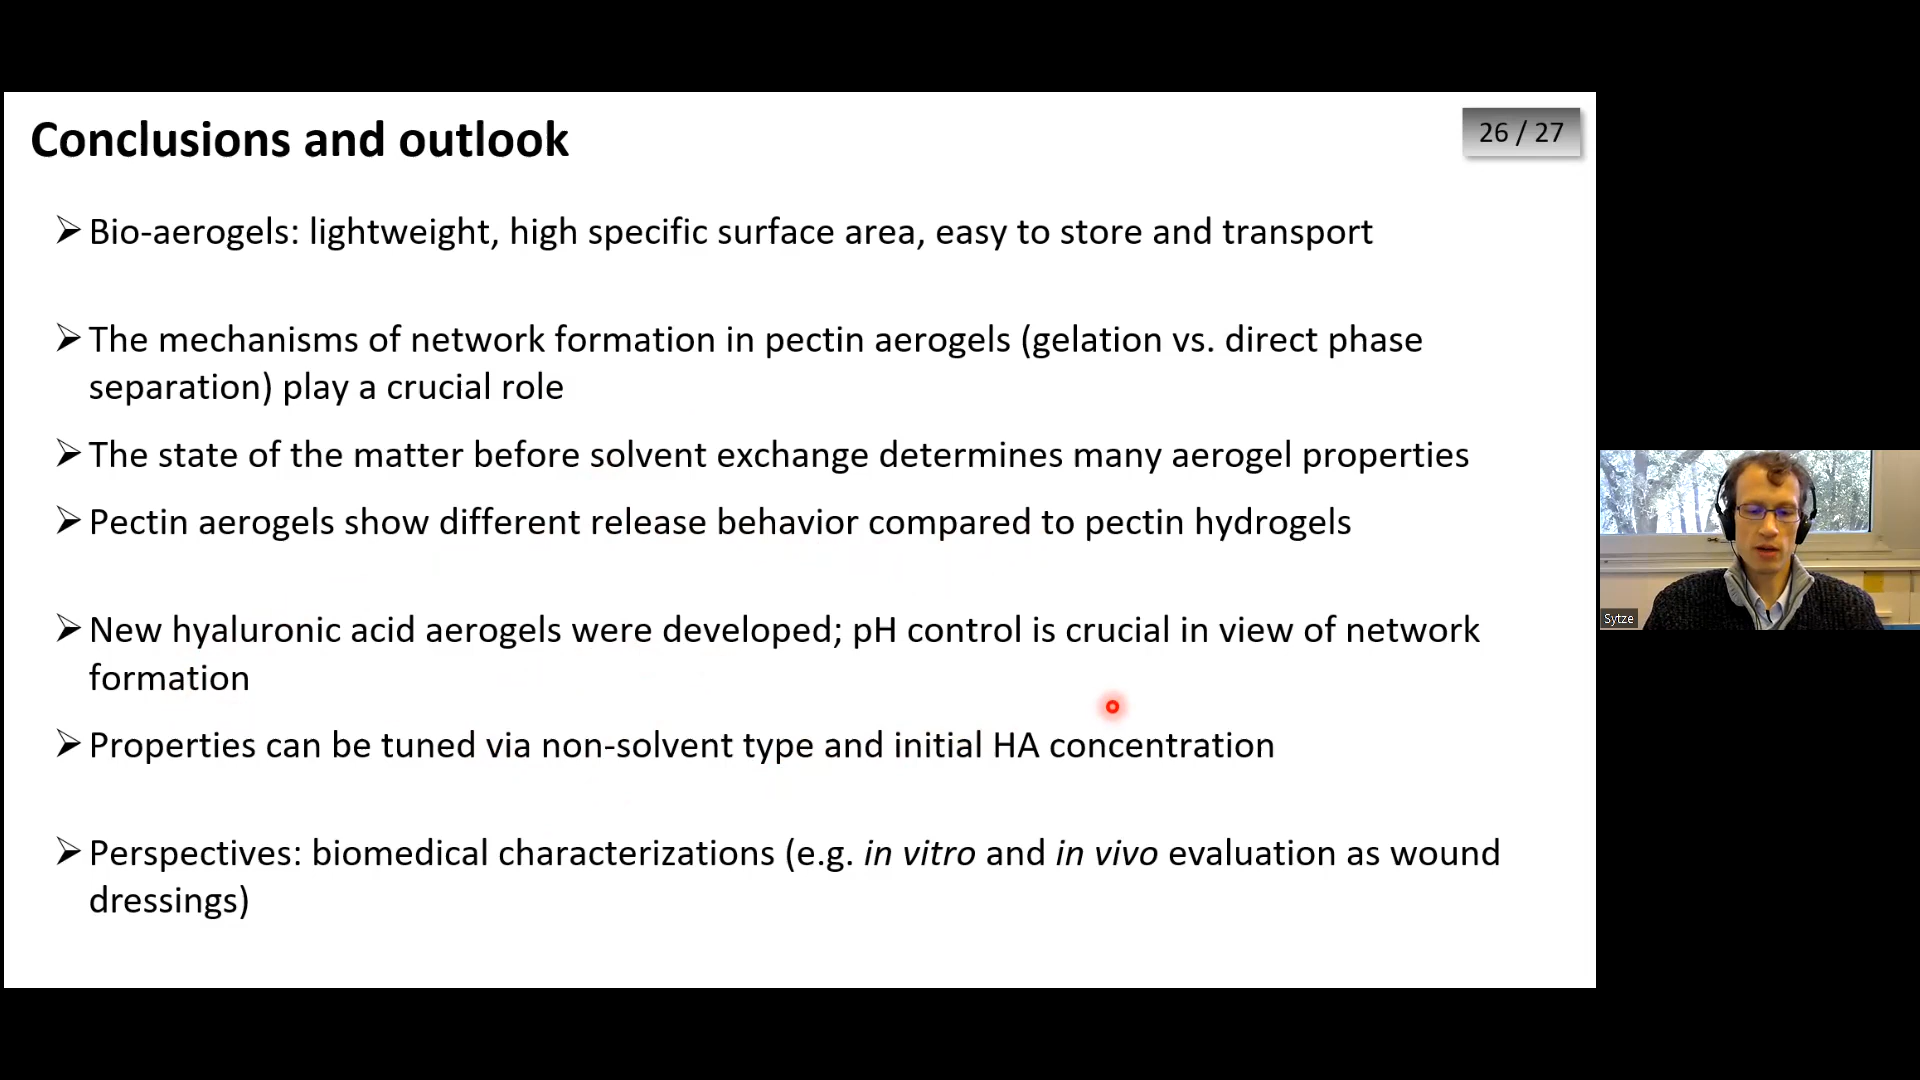 Conclusions and outlook
26 / 27
➢ Bio-aerogels: lightweight, high specific surface area, easy to store and transport
➢ The mechanisms of network formation in pectin aerogels (gelation vs. direct phase
separation) play a crucial role
➢ The state of the matter before solvent exchange determines many aerogel properties
➢ Pectin aerogels show different release behavior compared to pectin hydrogels
➢ New hyaluronic acid aerogels were developed; pH control is crucial in view of network
formation
➢ Properties can be tuned via non-solvent type and initial HA concentration
➢ Perspectives: biomedical characterizations (e.g. in vitro and in vivo evaluation as wound
dressings)
Sytze